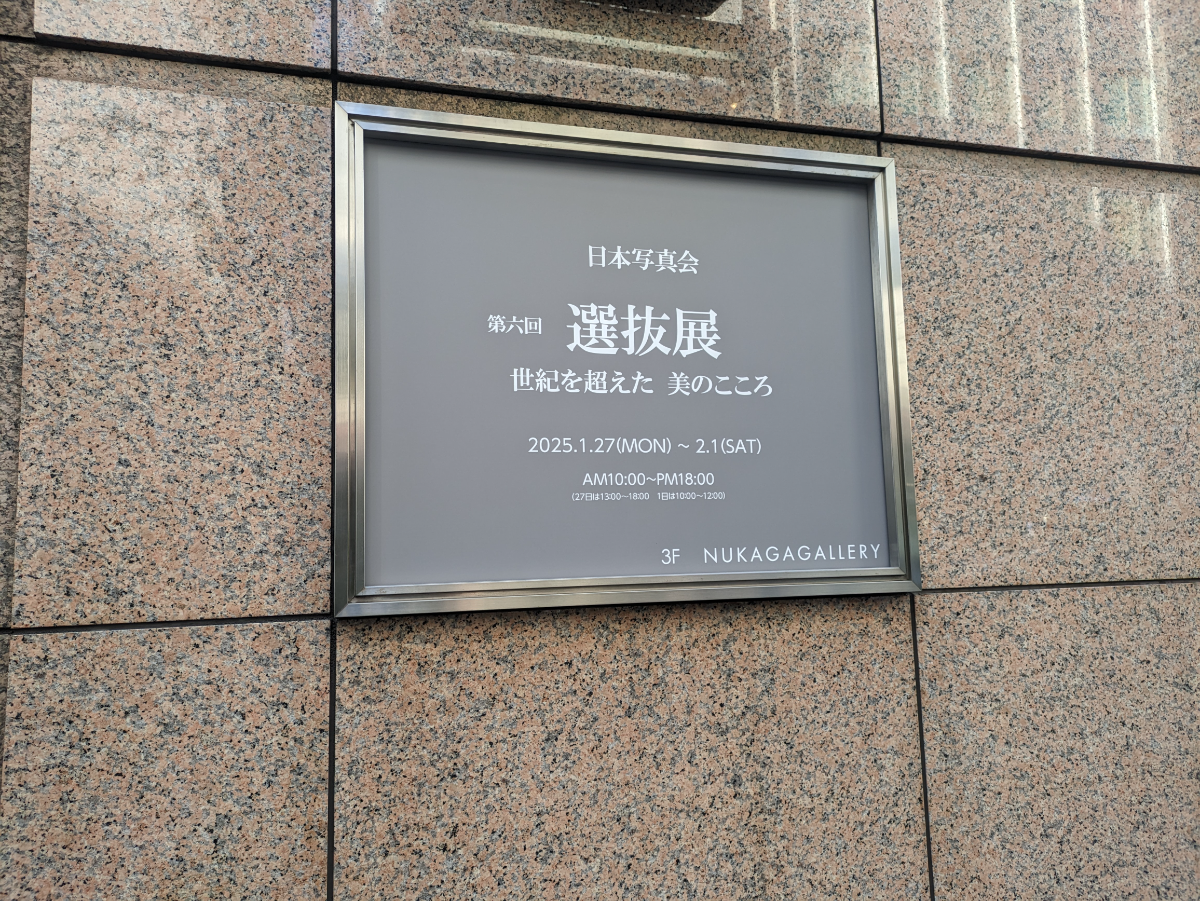 日本写真会
第六回 選抜展
世紀を超えた 美のこころ
2025.1.27(MON) ~ 2.1(SAT)
AM10:00~PM18:00
(27日は13:00~18:00 1日は10:00~12:00)
3F NUKAGAGALLERY